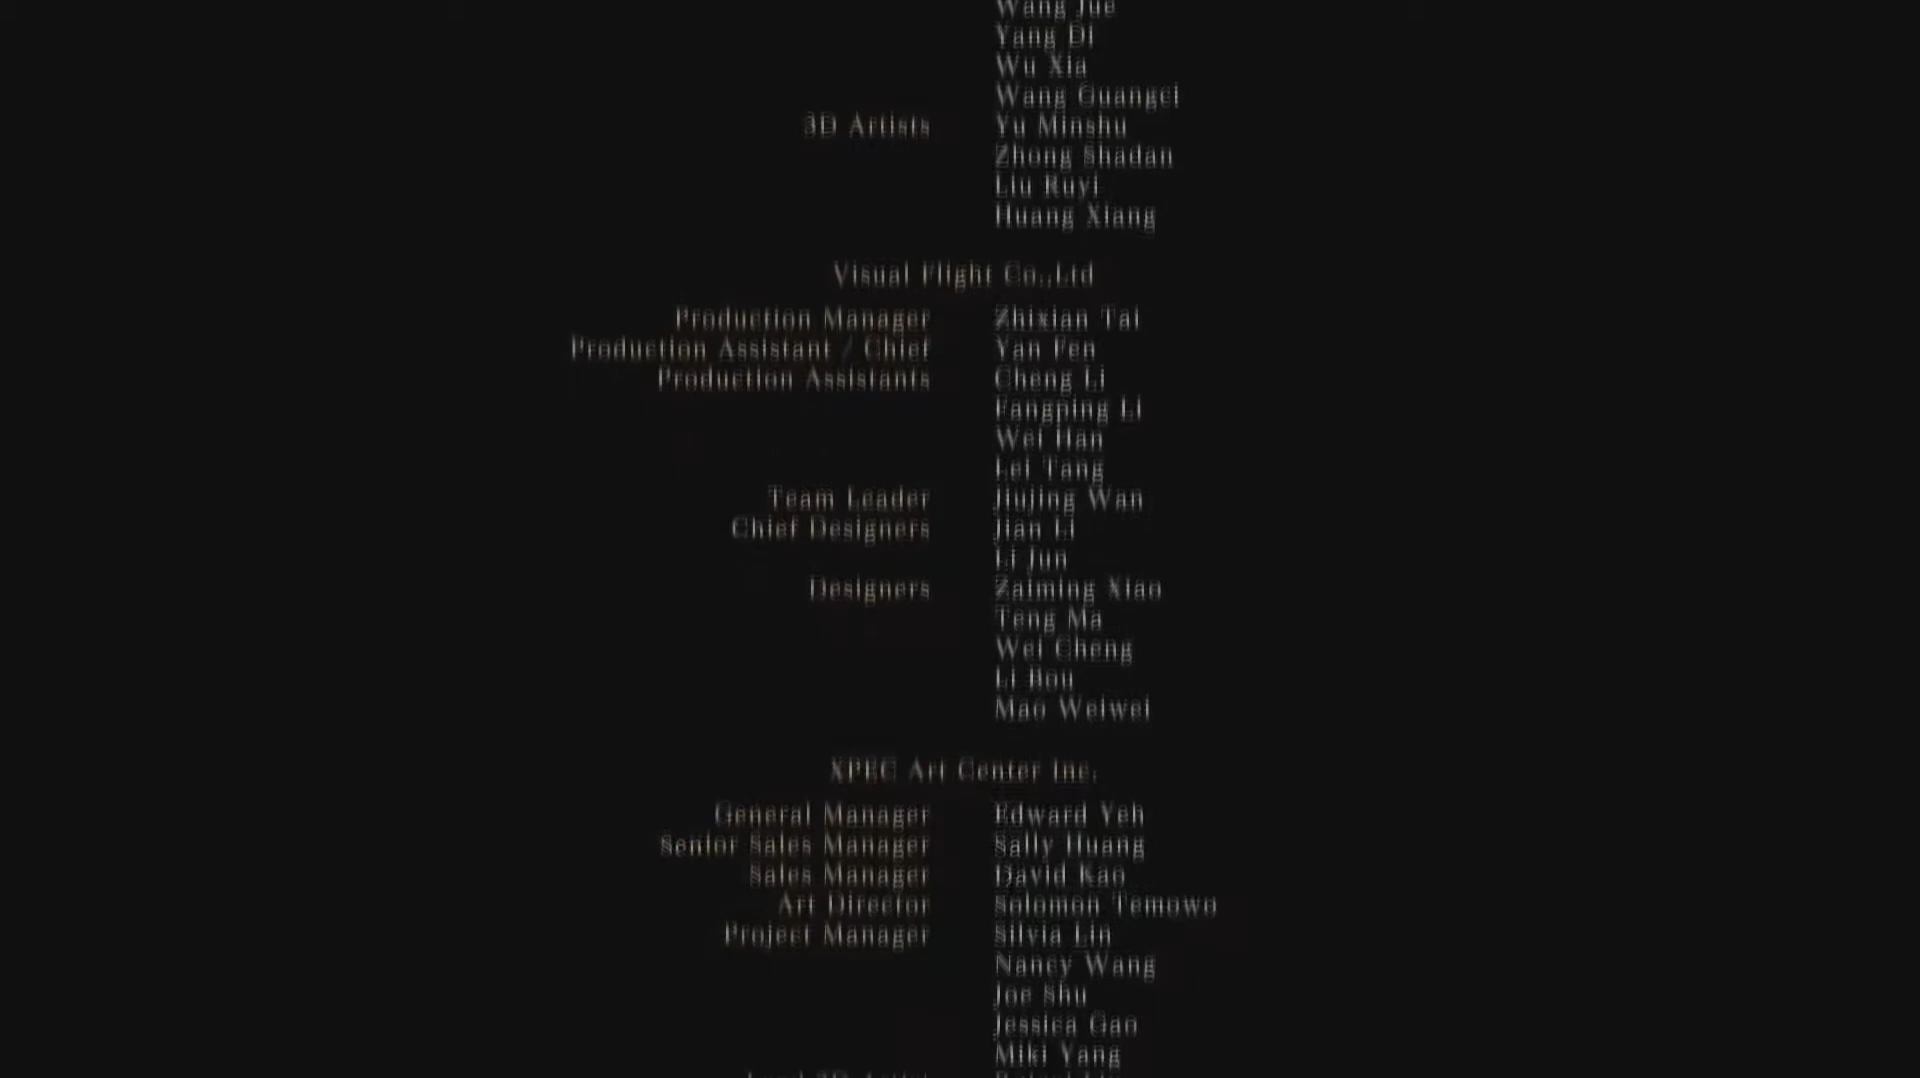 Wang Jue
Yang Di
Wu Xia
Wang Guangci
3D Artists Yu Minshu
Zhong Shadan
Liu Ruyi
Huang Xiang
Visual Flight Co.,Ltd
Production Manager Zhixian Tai
Production Assistant / Chief Yan Fen
Production Assistants Cheng Li
Fangping Li
Wei Han
Lei Tang
Team Leader Jiujing Wan
Chief Designers Jian Li
Li Jun
Designers Zaiming Xiao
Teng Ma
Wei Cheng
Li Bou
Mao Weiwei
XPEC Art Center Inc.
General Manager Edward Yeh
Senior Sales Manager Sally Huang
Sales Manager David Kao
Art Director Solomon Temowo
Project Manager Silvia Lin
Nancy Wang
Joe Shu
Jessica Gao
Miki Yang